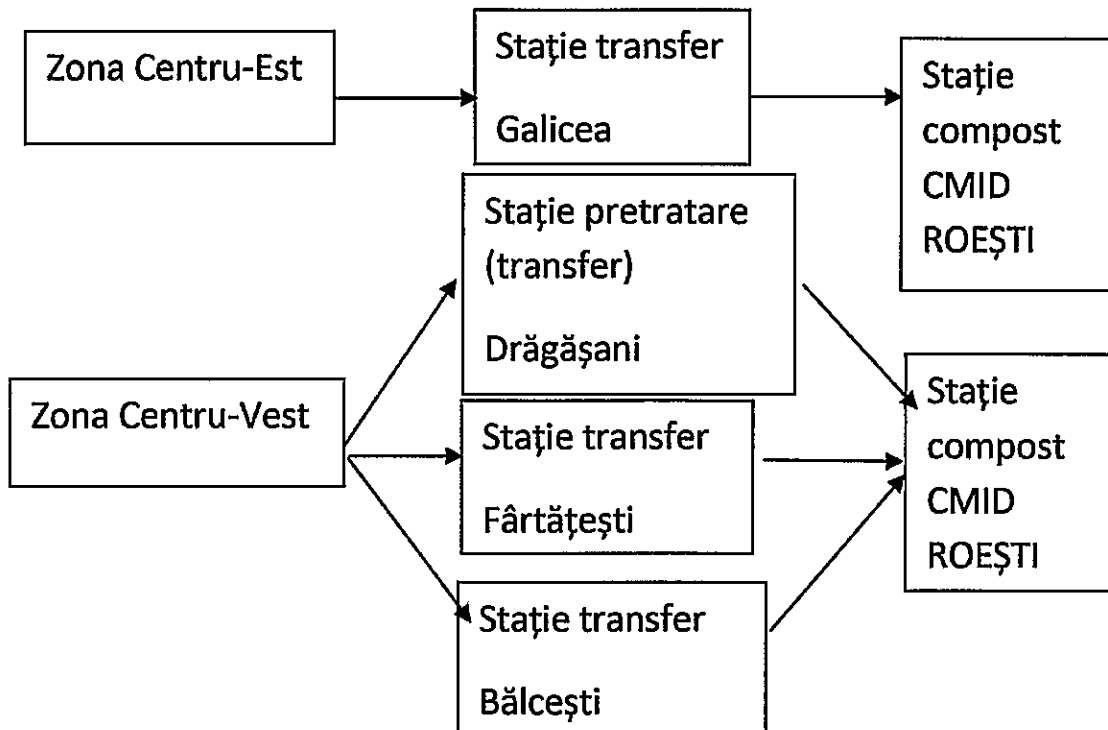 Zona Centru-Est
Stație transfer
Galicea
Stație
compost
CMID
ROEȘTI
Stație pretratare
(transfer)
Drăgășani
Zona Centru-Vest
Stație transfer
Fârtățești
Stație transfer
Bălcești
Stație
compost
CMID
ROEȘTI